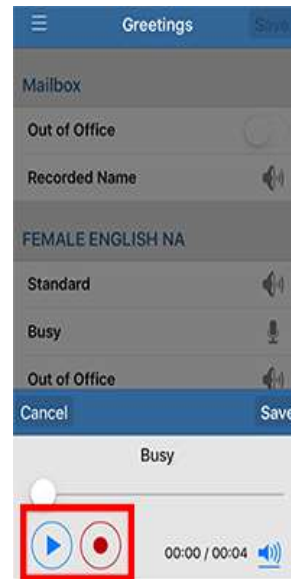 Greetings Save
Mailbox
Out of Office
Recorded Name
FEMALE ENGLISH NA
Standard
Busy
Out of Office
Cancel Save
Busy
00:00 / 00:04